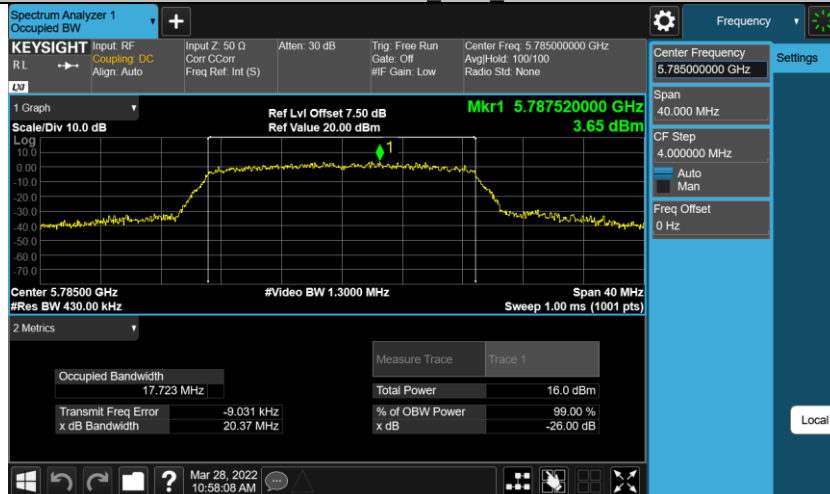 Spectrum Analyzer 1
Occupied BW
Frequency
KEYSIGHT
RL
LXI
Input: RF
Coupling: DC
Align: Auto
Input Z: 50 Ω
Corr CCorr
Freq Ref: Int (S)
Atten: 30 dB
Trig: Free Run
Gate: Off
#IF Gain: Low
Center Freq: 5.785000000 GHz
Avg|Hold: 100/100
Radio Std: None
Center Frequency
5.785000000 GHz
Settings
Span
40.000 MHz
CF Step
4.000000 MHz
Auto
Man
Freq Offset
0 Hz
Local
1 Graph
Scale/Div 10.0 dB
Ref Lvl Offset 7.50 dB
Ref Value 20.00 dBm
Mkr1 5.787520000 GHz
3.65 dBm
Log
10.0
0.00
-10.0
-20.0
-30.0
-40.0
-50.0
-60.0
-70.0
1
Center 5.78500 GHz
#Video BW 1.3000 MHz
Span 40 MHz
#Res BW 430.00 kHz
Sweep 1.00 ms (1001 pts)
2 Metrics
Measure Trace Trace 1
Occupied Bandwidth
17.723 MHz
Total Power 16.0 dBm
Transmit Freq Error -9.031 kHz
% of OBW Power 99.00 %
x dB Bandwidth 20.37 MHz
x dB -26.00 dB
?
Mar 28, 2022
10:58:08 AM